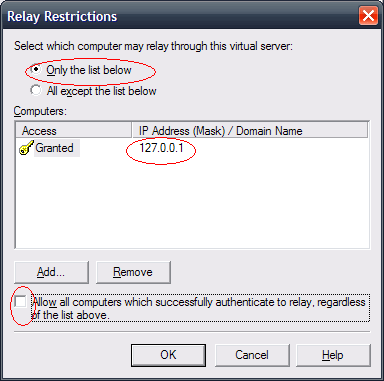 Relay Restrictions
Select which computer may relay through this virtual server:
Only the list below
All except the list below
Computers:
Access IP Address (Mask) / Domain Name
Granted 127.0.0.1
Add... Remove
Allow all computers which successfully authenticate to relay, regardless
of the list above.
OK Cancel Help